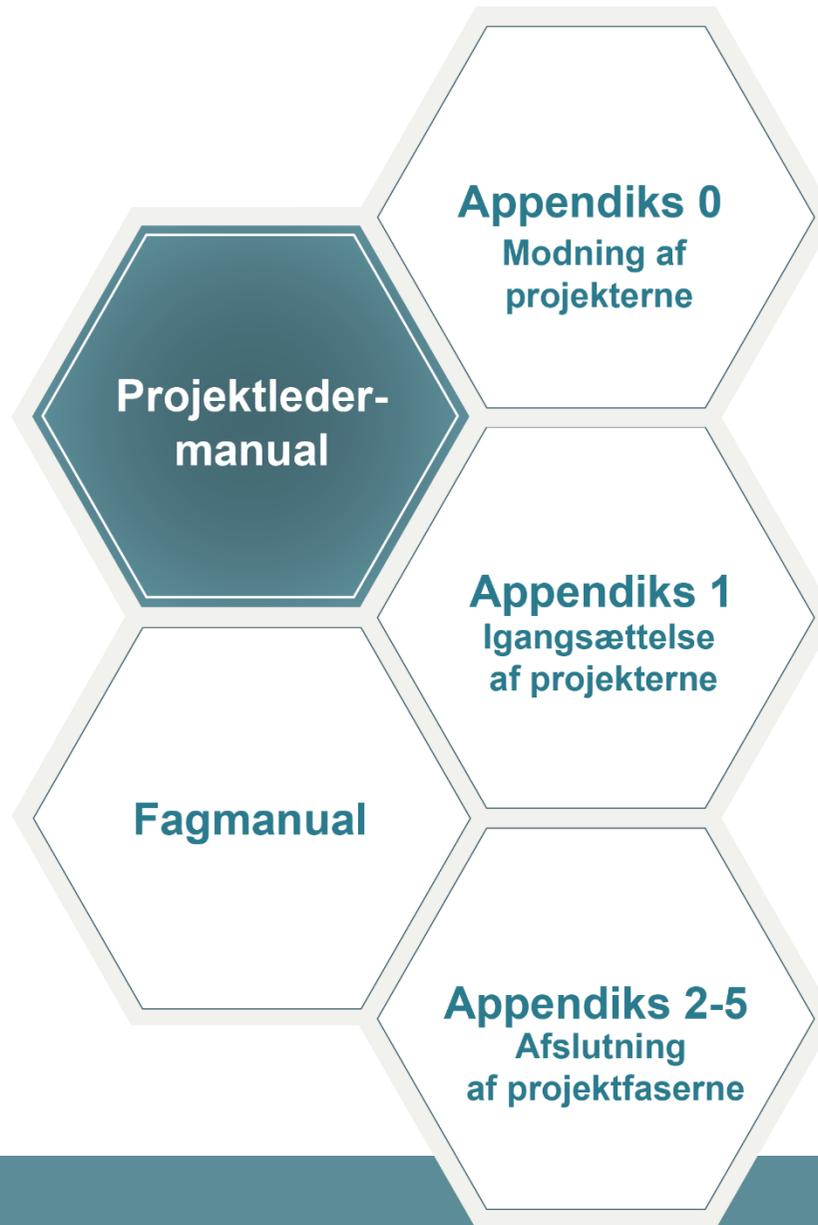 Appendiks 0
Modning af
projekterne
Projektleder-
manual
Appendiks 1
Igangsættelse
af projekterne
Fagmanual
Appendiks 2-5
Afslutning
af projektfaserne